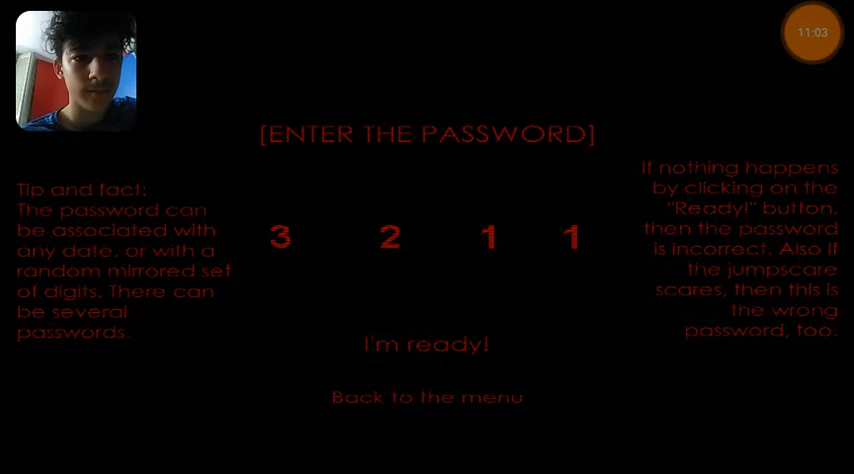 11:03
[ENTER THE PASSWORD]
Tip and fact:
The password can
be associated with
any date, or with a
random mirrored set
of digits. There can
be several
passwords.
3 2 1 1
If nothing happens
by clicking on the
"Ready!" button,
then the password
is incorrect. Also if
the jumpscare
scares, then this is
the wrong
password, too.
I'm ready!
Back to the menu